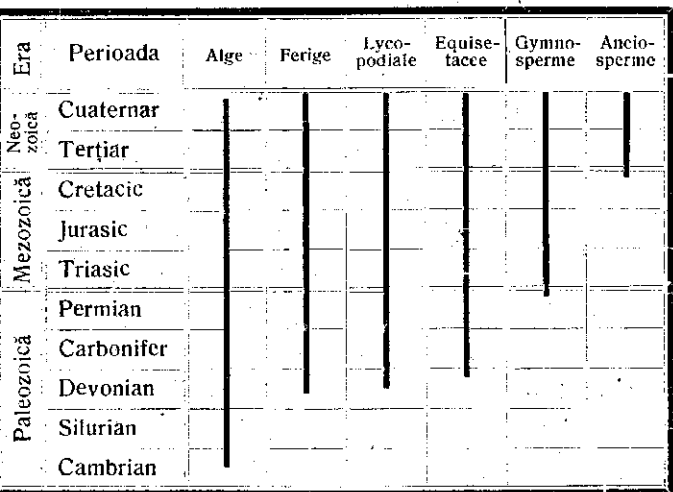 Era
Perioada
Alge
Ferige
Lyco-
podiale
Equise-
tacee
Gymno-
sperme
Ancio-
sperme
Neo-
zoică
Cuaternar
Terțiar
Mezozoică
Cretacic
Jurasic
Triasic
Paleozoică
Permian
Carbonifer
Devonian
Silurian
Cambrian